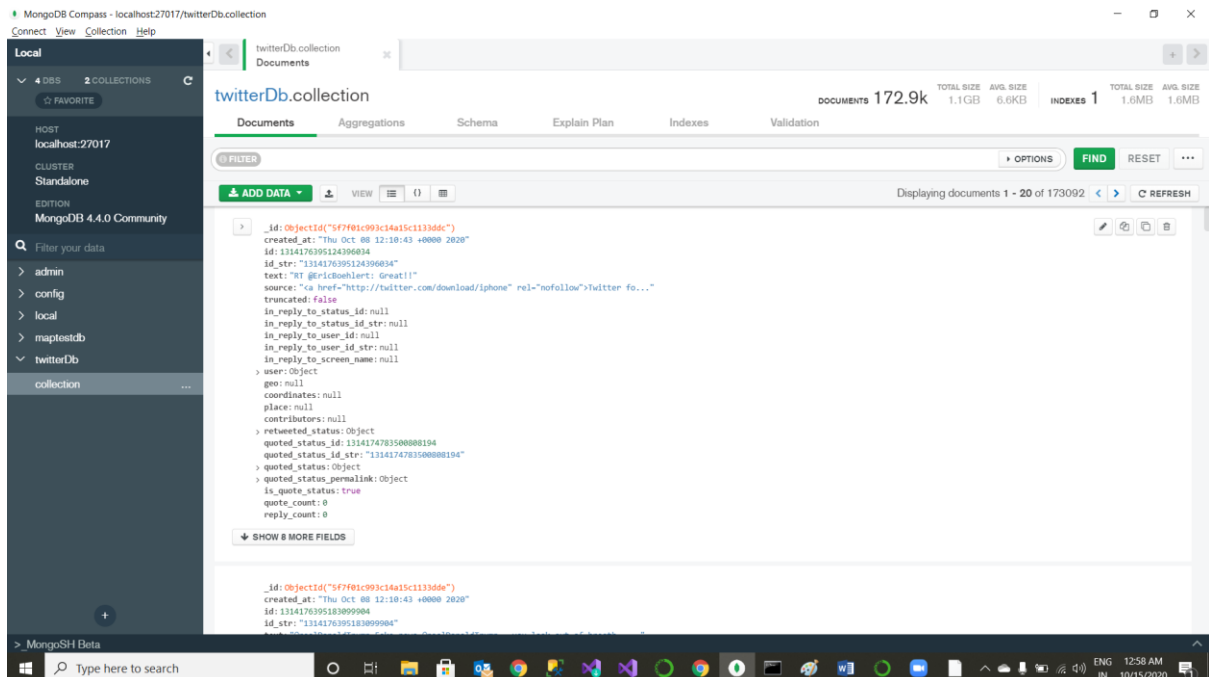 MongoDB Compass - localhost:27017/twitterDb.collection
Connect View Collection Help
Local
4 DBS 2 COLLECTIONS
FAVORITE
HOST
localhost:27017
CLUSTER
Standalone
EDITION
MongoDB 4.4.0 Community
Filter your data
admin
config
local
maptestdb
twitterDb
collection ...
twitterDb.collection
Documents
twitterDb.collection
DOCUMENTS 172.9k TOTAL SIZE 1.1GB AVG. SIZE 6.6KB INDEXES 1 TOTAL SIZE 1.6MB AVG. SIZE 1.6MB
Documents Aggregations Schema Explain Plan Indexes Validation
FILTER OPTIONS FIND RESET ...
ADD DATA VIEW {} Displaying documents 1 - 20 of 173092 < > REFRESH
_id: ObjectId("5f7f01c993c14a15c1133ddc")
created_at: "Thu Oct 08 12:10:43 +0000 2020"
id: 1314176395124396034
id_str: "1314176395124396034"
text: "RT @EricBoehlert: Great!!"
source: "<a href="http://twitter.com/download/iphone" rel="nofollow">Twitter fo..."
truncated: false
in_reply_to_status_id: null
in_reply_to_status_id_str: null
in_reply_to_user_id: null
in_reply_to_user_id_str: null
in_reply_to_screen_name: null
> user: Object
geo: null
coordinates: null
place: null
contributors: null
> retweeted_status: Object
quoted_status_id: 1314174783500808194
quoted_status_id_str: "1314174783500808194"
> quoted_status: Object
> quoted_status_permalink: Object
is_quote_status: true
quote_count: 0
reply_count: 0
SHOW 8 MORE FIELDS
_id: ObjectId("5f7f01c993c14a15c1133dde")
created_at: "Thu Oct 08 12:10:43 +0000 2020"
id: 1314176395183099904
id_str: "1314176395183099904"
>_MongoSH Beta
Type here to search
ENG 12:58 AM
IN 10/15/2020